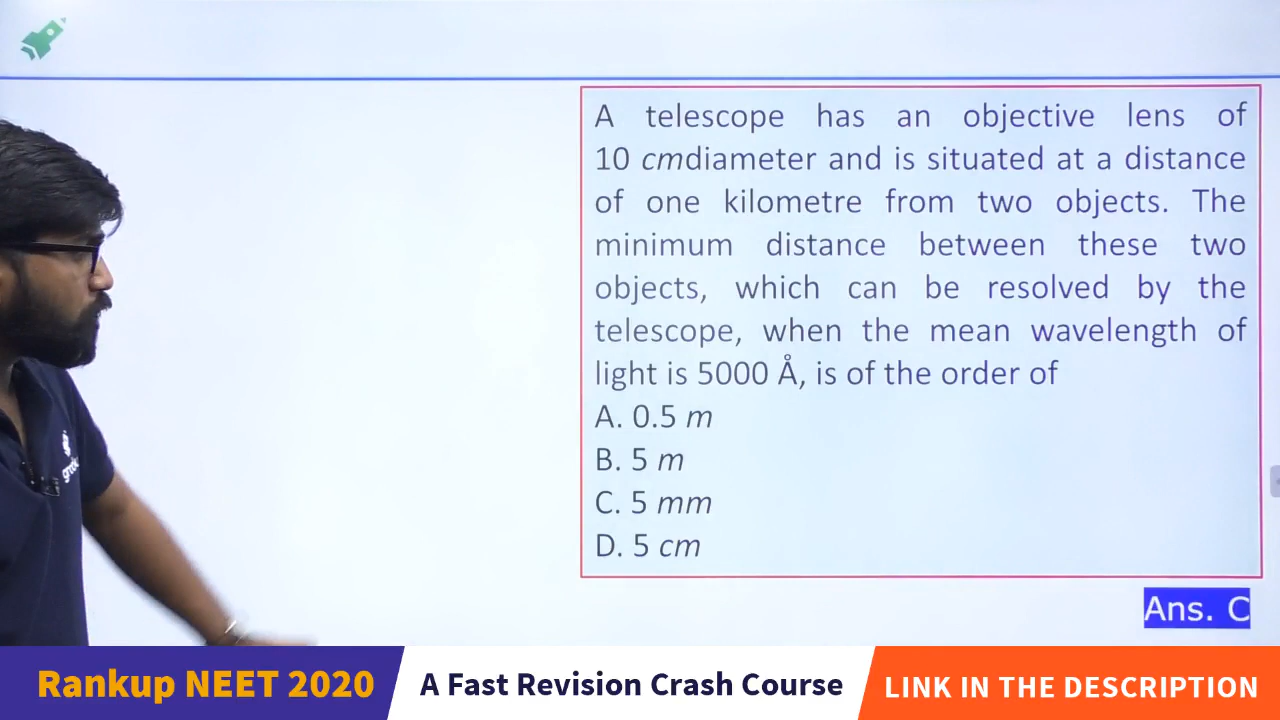 A telescope has an objective lens of
10 cmdiameter and is situated at a distance
of one kilometre from two objects. The
minimum distance between these two
objects, which can be resolved by the
telescope, when the mean wavelength of
light is 5000 Å, is of the order of
A. 0.5 m
B. 5 m
C. 5 mm
D. 5 cm
Ans. C
Rankup NEET 2020
A Fast Revision Crash Course
LINK IN THE DESCRIPTION